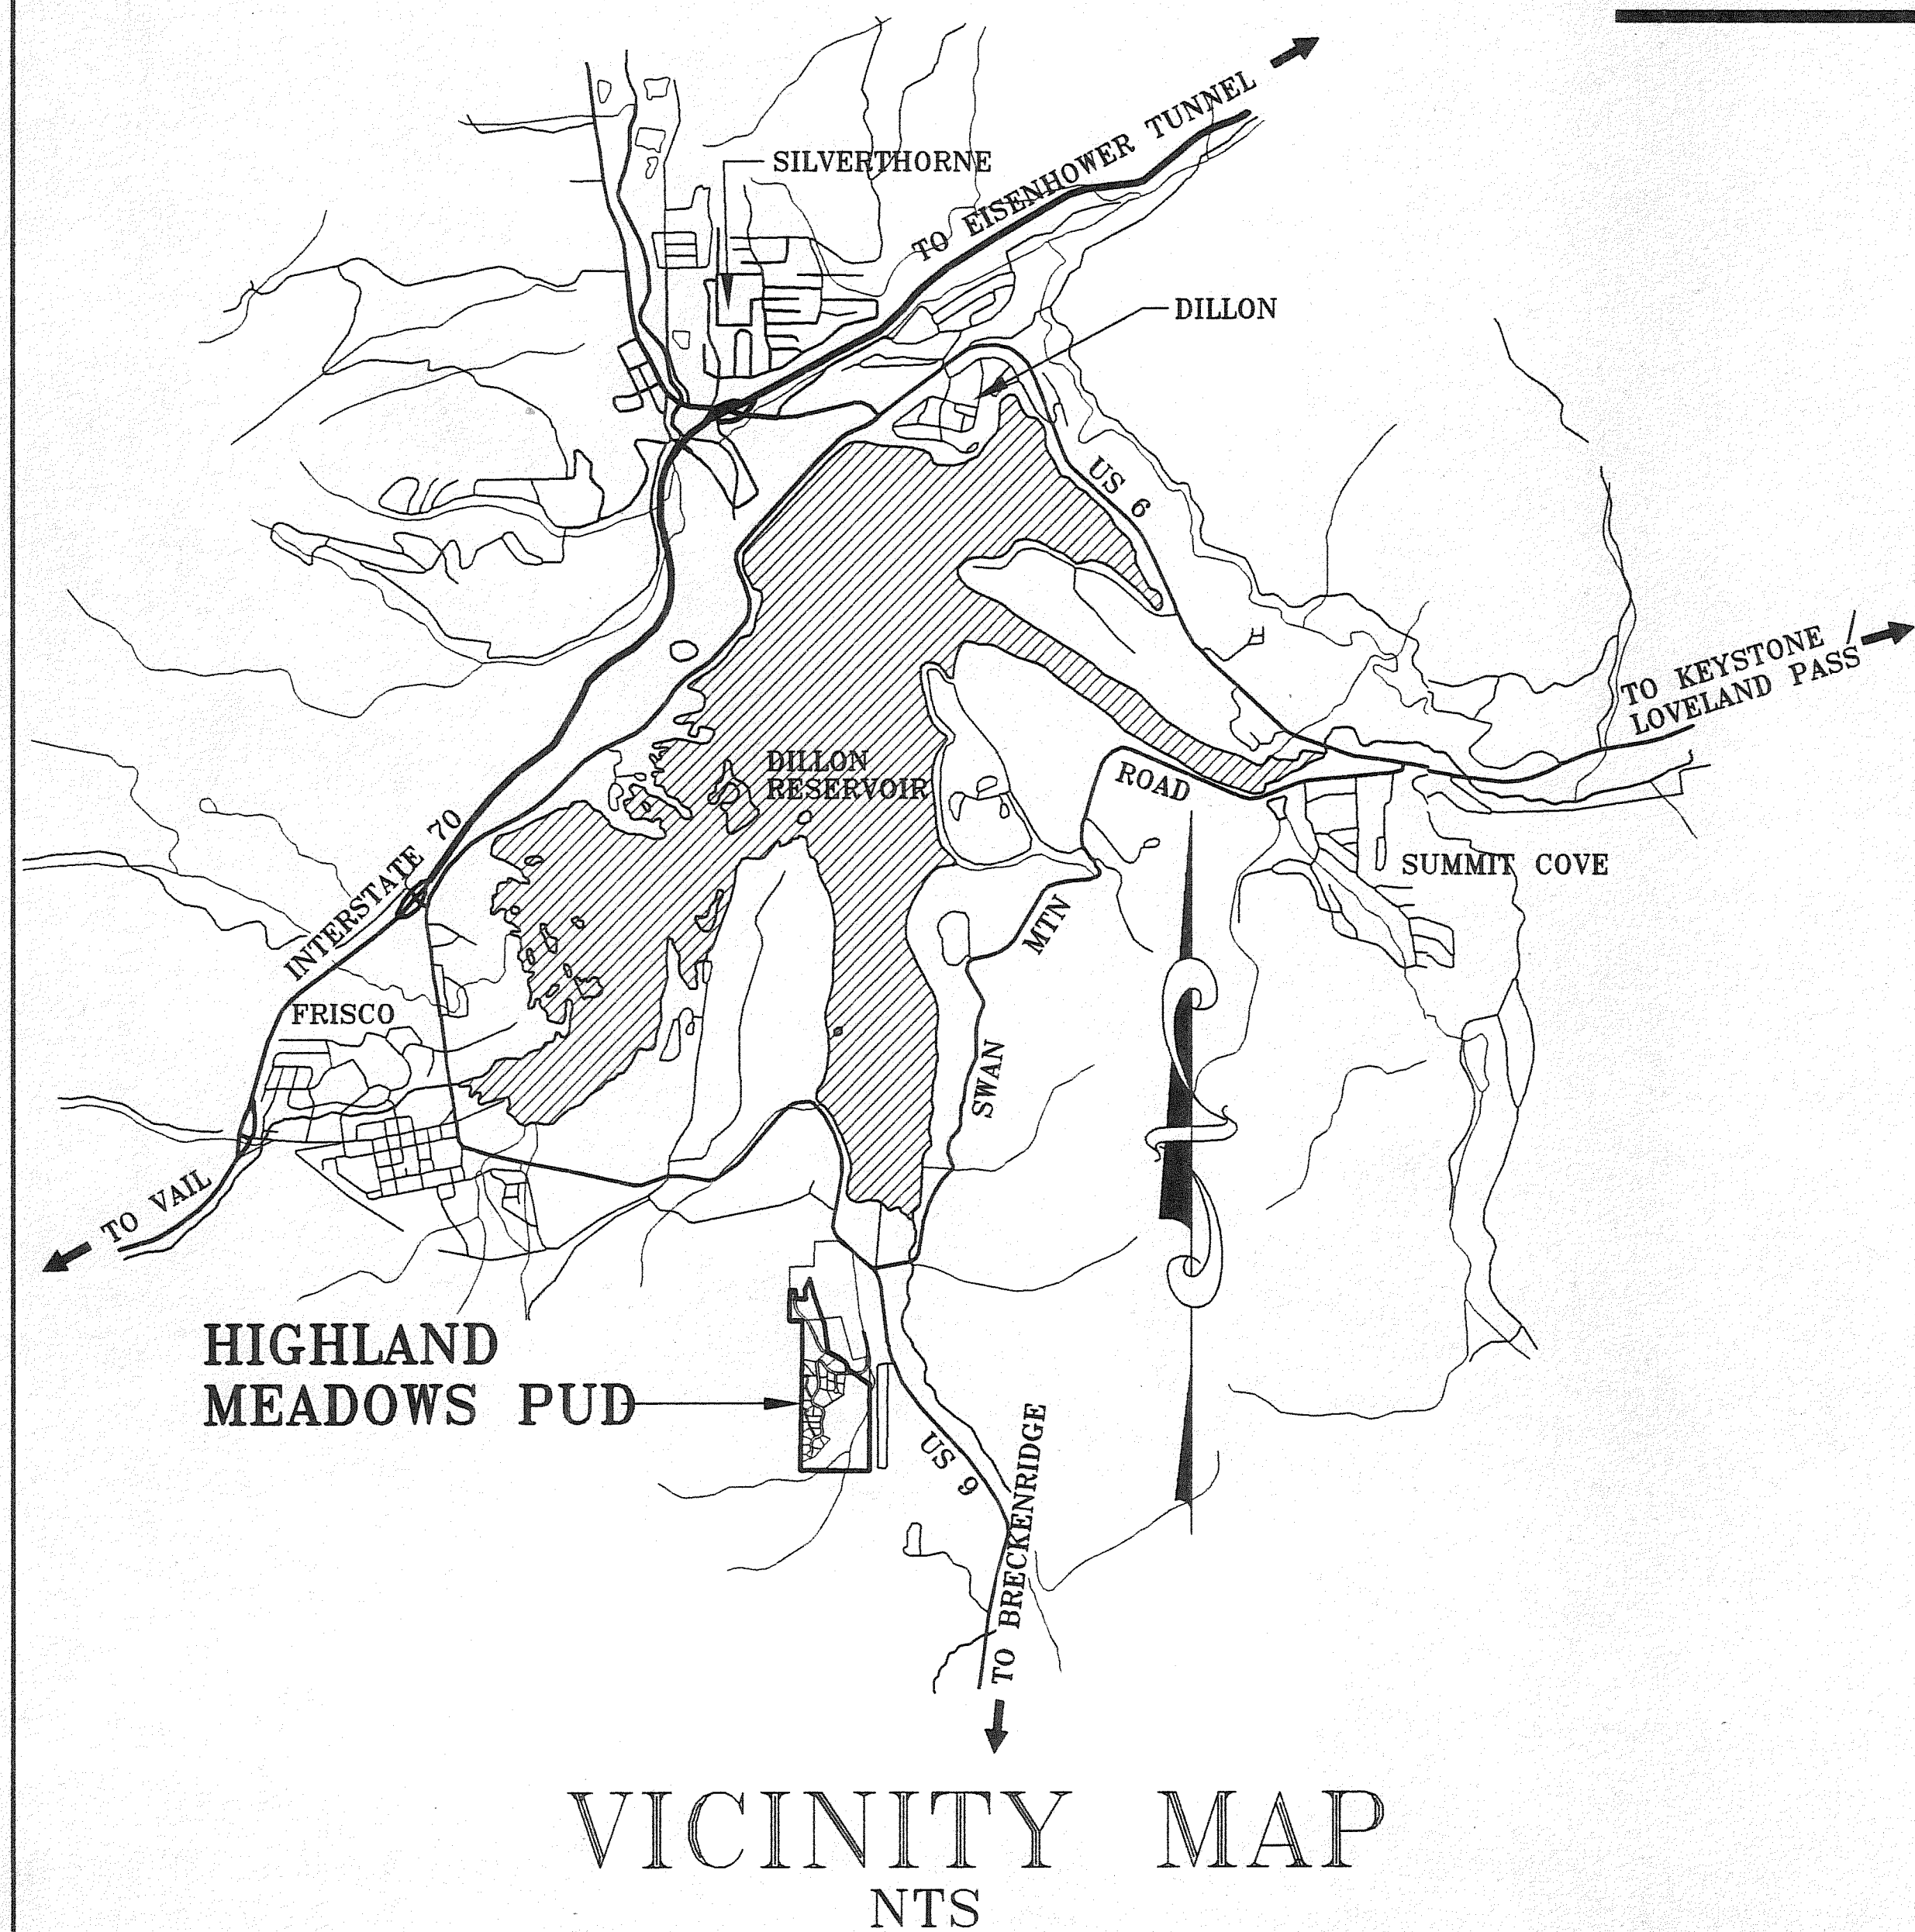 TO EISENHOWER TUNNEL
SILVERTHORNE
DILLON
US 6
TO KEYSTONE /
LOVELAND PASS
DILLON
RESERVOIR
ROAD
INTERSTATE 70
SUMMIT COVE
MTN
FRISCO
SWAN
TO VAIL
HIGHLAND
MEADOWS PUD
US 9
TO BRECKENRIDGE
VICINITY MAP
NTS